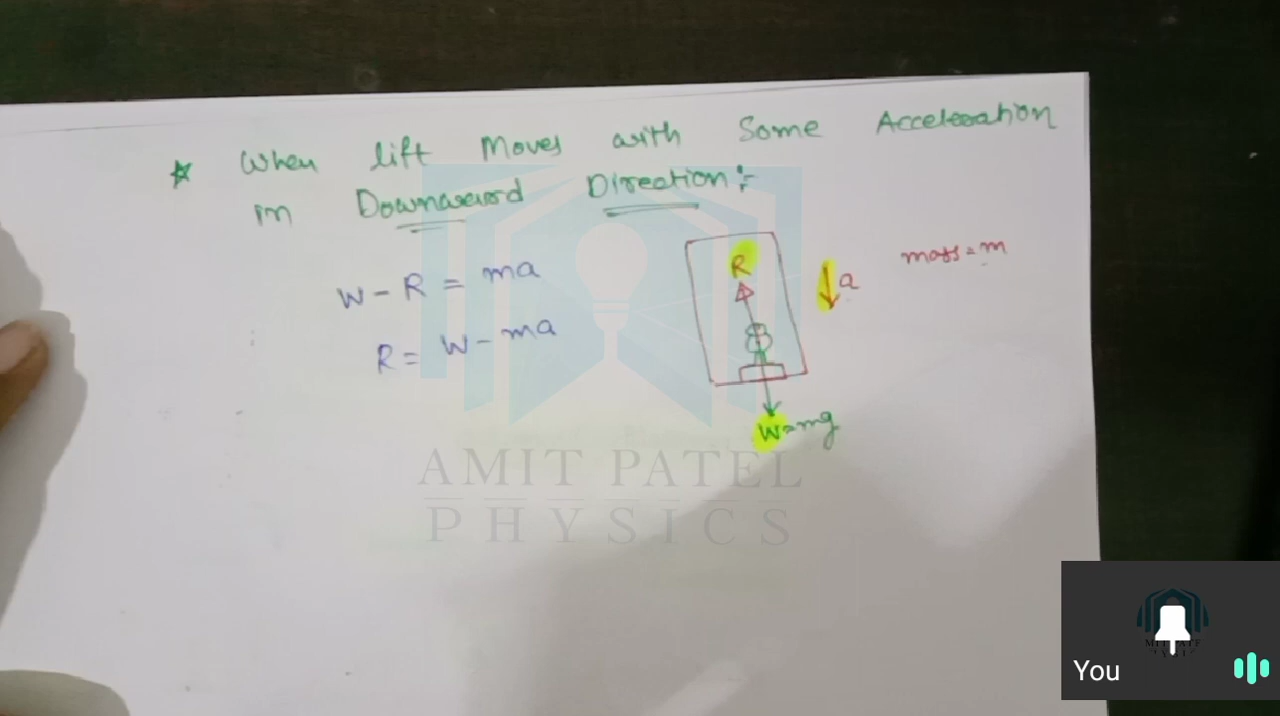 ☆ When lift Moves with Some Acceleration
in Downward Direction :-
W - R = ma
R = W - ma
R
a
mass = m
W=mg
AMIT PATEL
PHYSICS
You